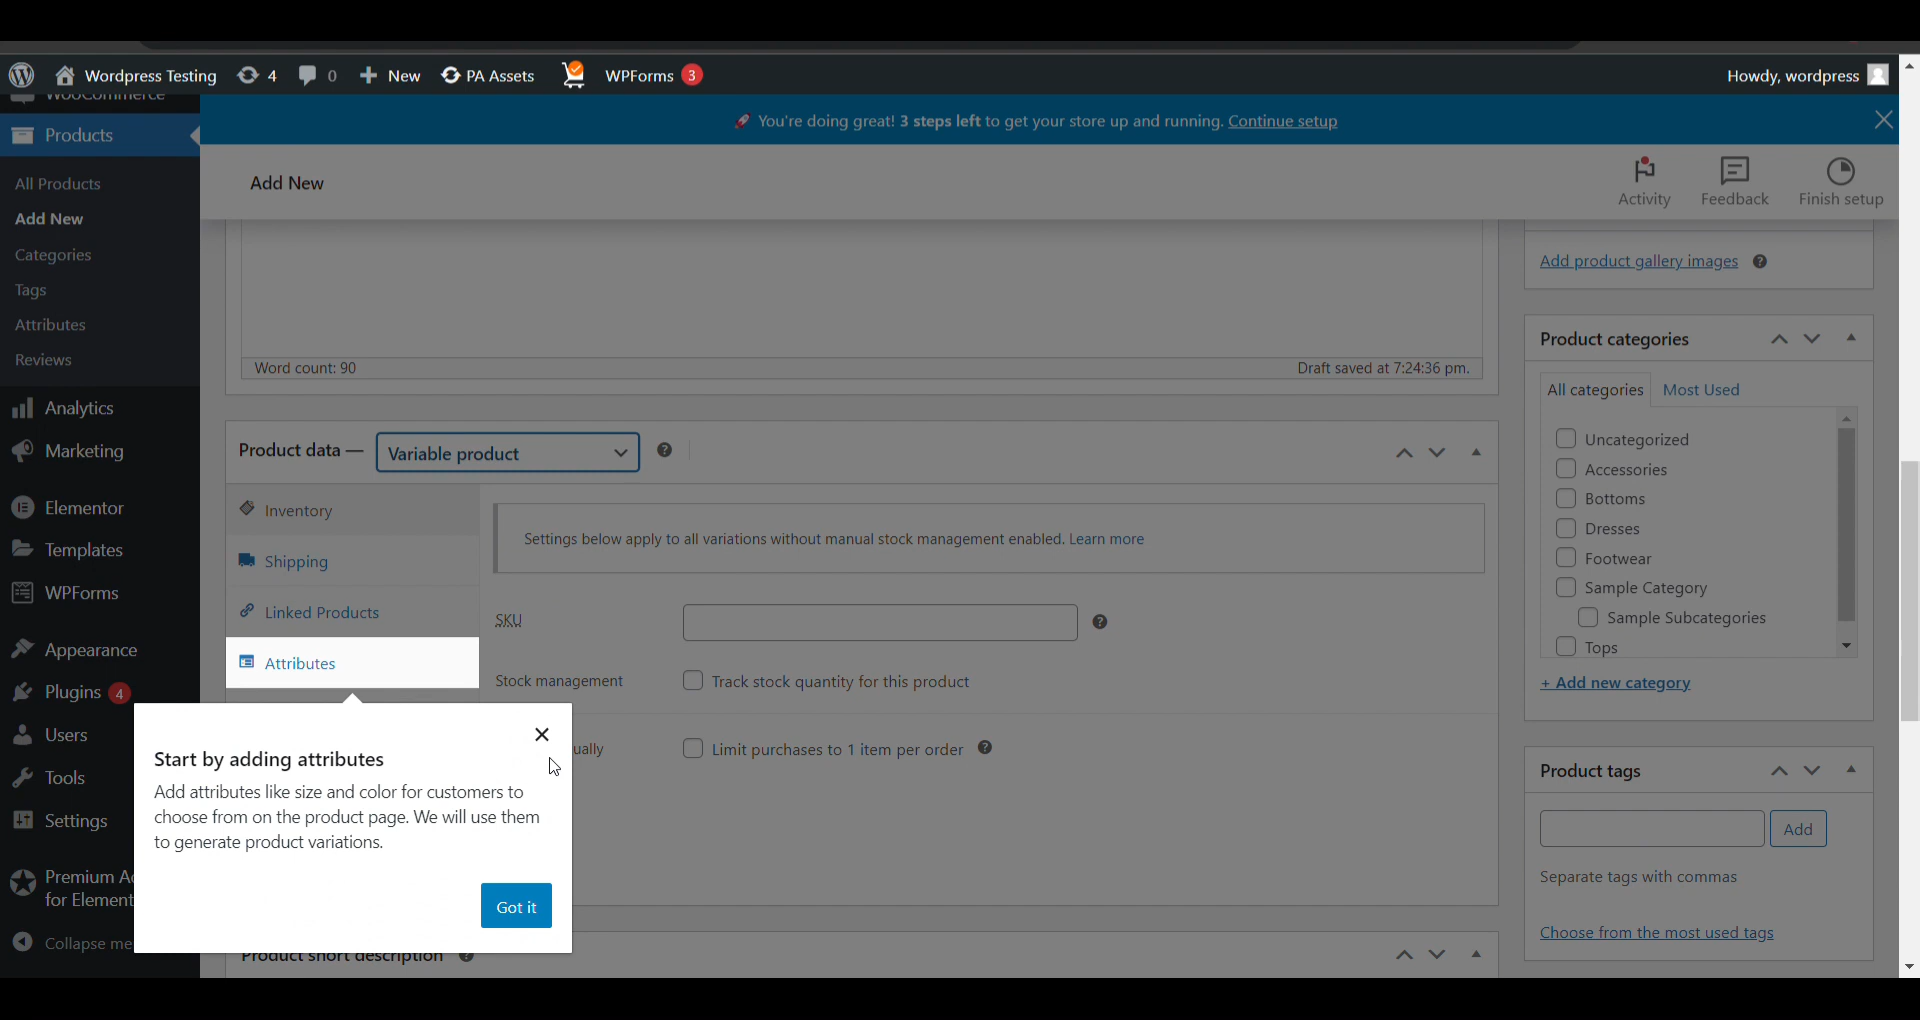 Wordpress Testing 4 0 New PA Assets WPForms 3 Howdy, wordpress
WooCommerce
Products
All Products
Add New
Categories
Tags
Attributes
Reviews
Analytics
Marketing
Elementor
Templates
WPForms
Appearance
Plugins 4
Users
Tools
Settings
Premium A
for Element
Collapse me
You're doing great! 3 steps left to get your store up and running. Continue setup
Add New
Activity Feedback Finish setup
Word count: 90 Draft saved at 7:24:36 pm.
Product data — Variable product
Inventory
Shipping
Linked Products
Attributes
Settings below apply to all variations without manual stock management enabled. Learn more
SKU
Stock management Track stock quantity for this product
ually Limit purchases to 1 item per order
Start by adding attributes
Add attributes like size and color for customers to
choose from on the product page. We will use them
to generate product variations.
Got it
Product short description
Add product gallery images
Product categories
All categories Most Used
Uncategorized
Accessories
Bottoms
Dresses
Footwear
Sample Category
Sample Subcategories
Tops
+ Add new category
Product tags
Add
Separate tags with commas
Choose from the most used tags